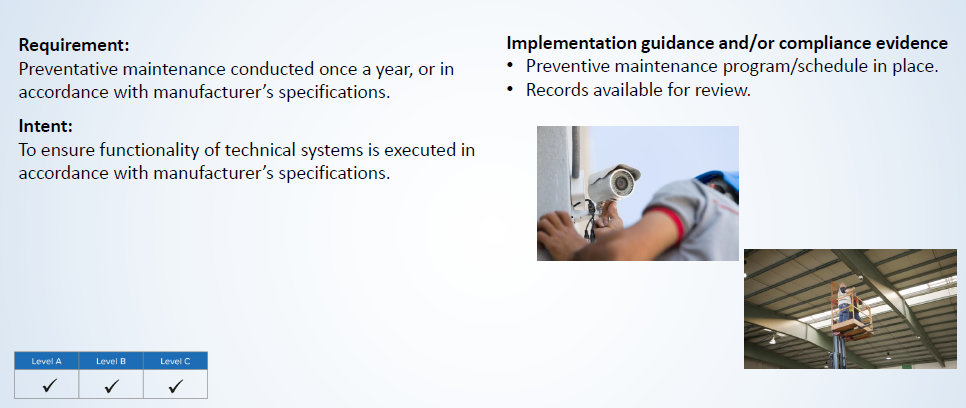 Requirement:
Preventative maintenance conducted once a year, or in
accordance with manufacturer's specifications.
Intent:
To ensure functionality of technical systems is executed in
accordance with manufacturer's specifications.
Implementation guidance and/or compliance evidence
• Preventive maintenance program/schedule in place.
• Records available for review.
Level A Level B Level C
✓ ✓ ✓